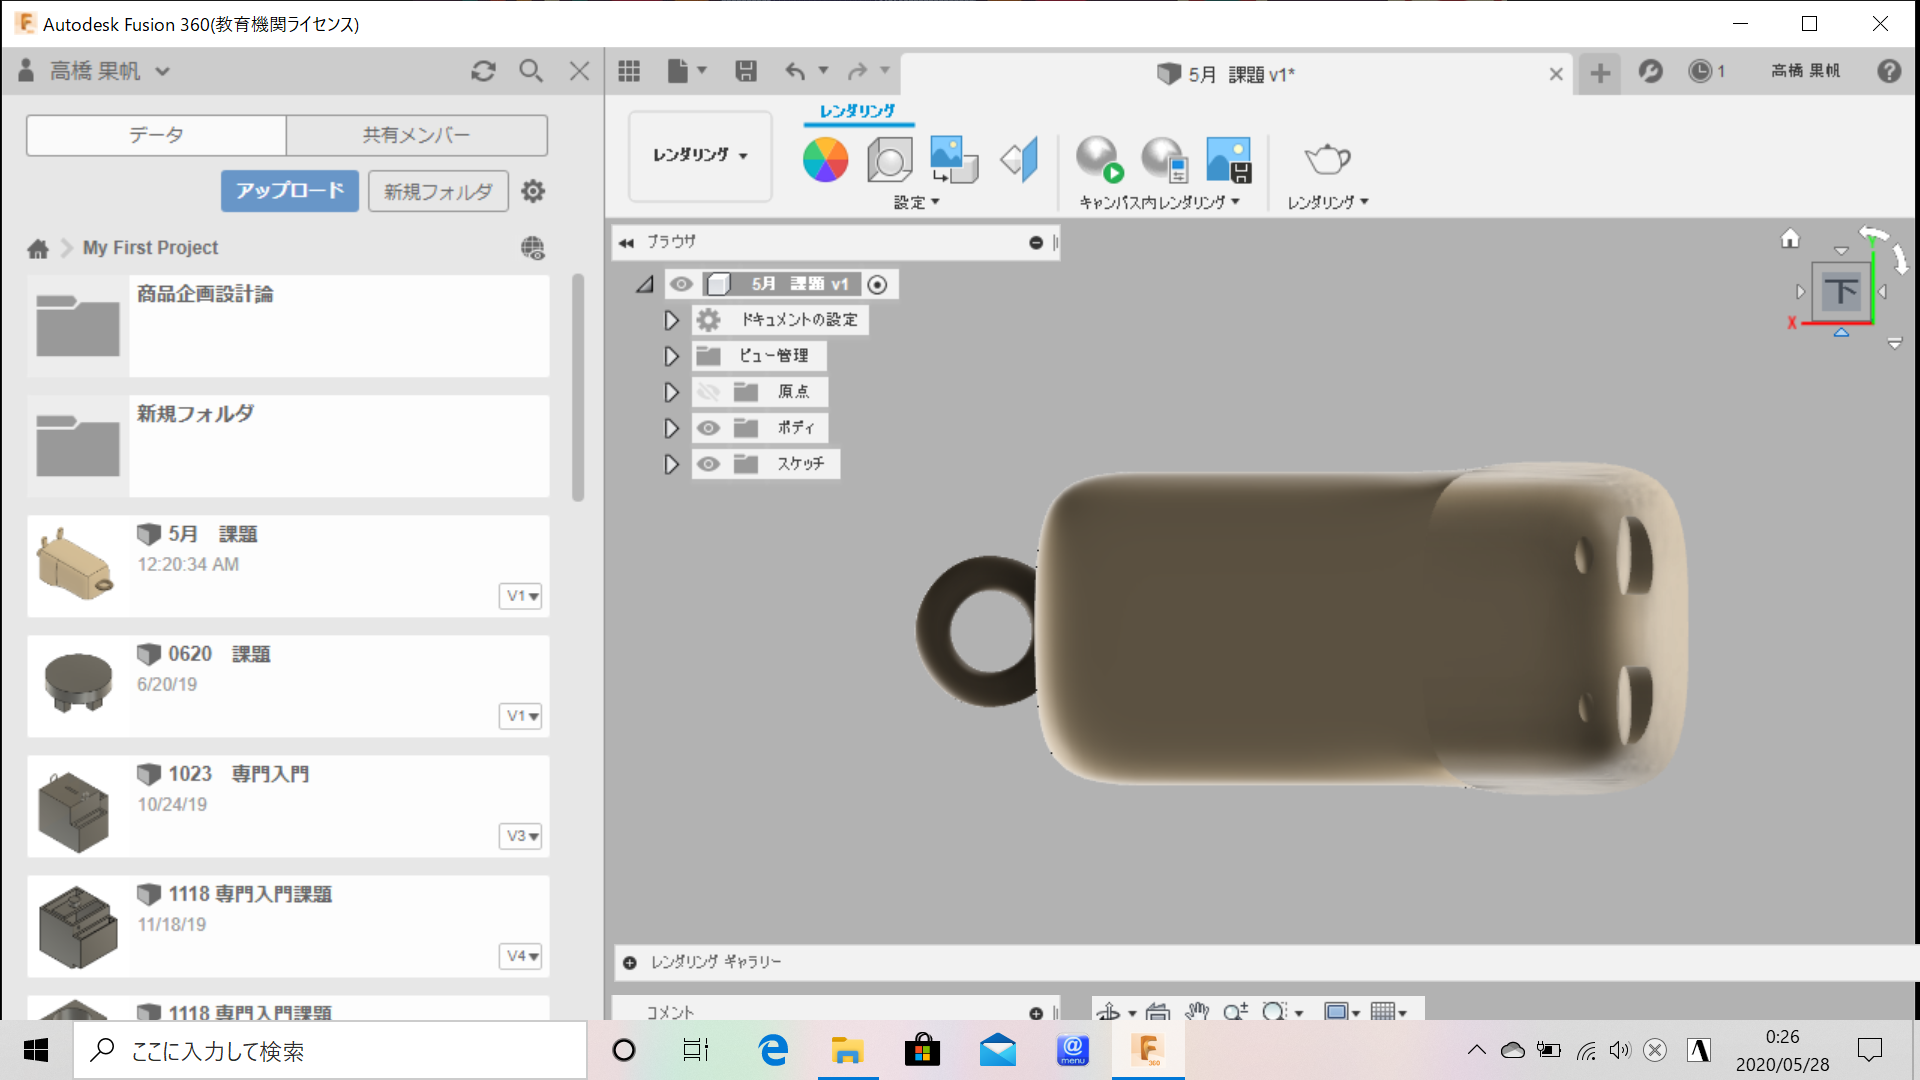 Autodesk Fusion 360(教育機関ライセンス)
高橋 果帆
5月　課題 v1*
1
高橋 果帆
データ
共有メンバー
アップロード
新規フォルダ
My First Project
商品企画設計論
新規フォルダ
5月　課題
12:20:34 AM
V1
0620　課題
6/20/19
V1
1023　専門入門
10/24/19
V3
1118 専門入門課題
11/18/19
V4
1118 専門入門課題
レンダリング
レンダリング
設定
キャンバス内レンダリング
レンダリング
ブラウザ
5月　課題 v1
ドキュメントの設定
ビュー管理
原点
ボディ
スケッチ
下
X
Y
レンダリング ギャラリー
コメント
ここに入力して検索
@
menu
F
360
A
0:26
2020/05/28